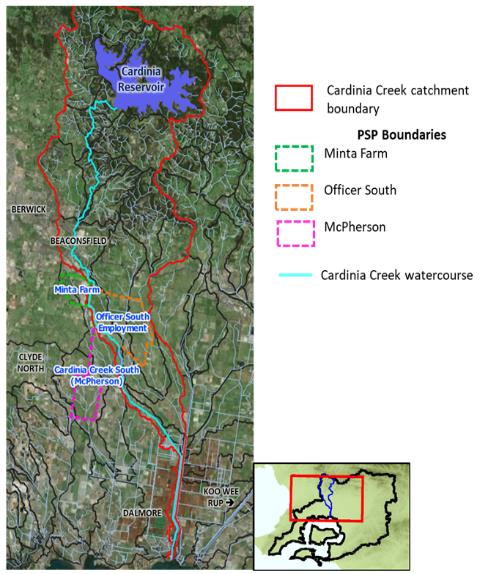 Cardinia
Reservoir
BERWICK
BEACONSFIELD
Minta Farm
Officer South
Employment
CLYDE
NORTH
Cardinia Creek South
(McPherson)
KOO WEE
RUP →
DALMORE
Cardinia Creek catchment
boundary
PSP Boundaries
Minta Farm
Officer South
McPherson
Cardinia Creek watercourse